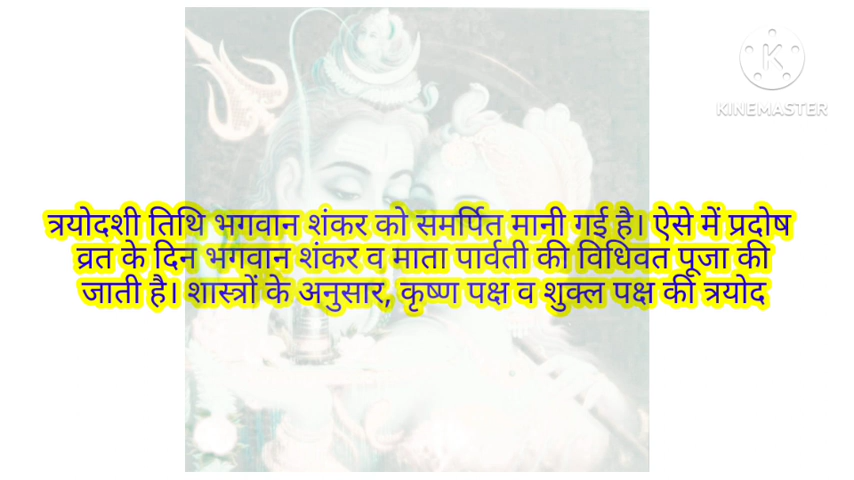 KINEMASTER
त्रयोदशी तिथि भगवान शंकर को समर्पित मानी गई है। ऐसे में प्रदोष
व्रत के दिन भगवान शंकर व माता पार्वती की विधिवत पूजा की
जाती है। शास्त्रों के अनुसार, कृष्ण पक्ष व शुक्ल पक्ष की त्रयोद